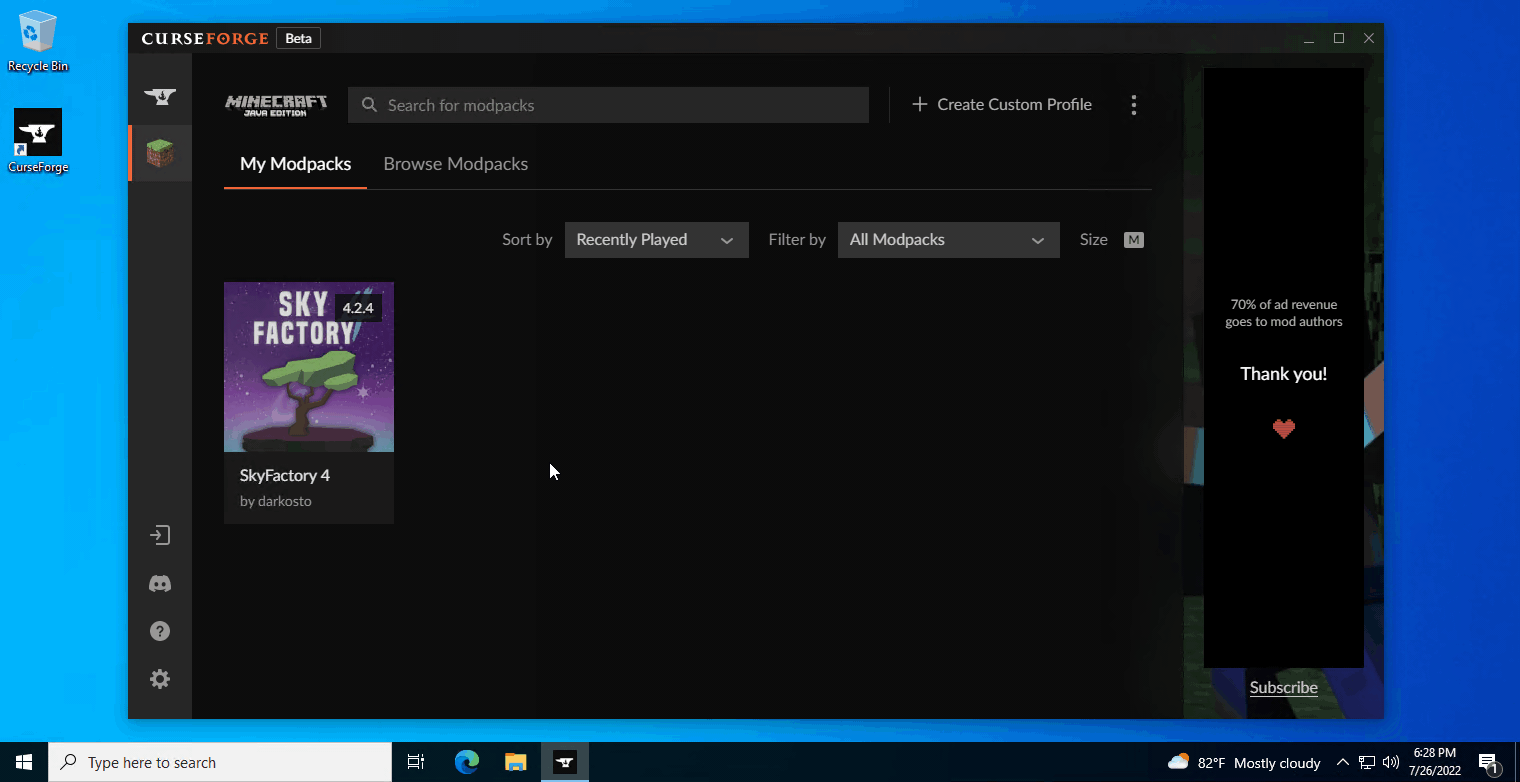 Recycle Bin
CurseForge
CURSEFORGE Beta
MINECRAFT
JAVA EDITION
Search for modpacks
Create Custom Profile
My Modpacks Browse Modpacks
Sort by Recently Played Filter by All Modpacks Size M
SKY
FACTORY
4.2.4
SkyFactory 4
by darkosto
70% of ad revenue
goes to mod authors
Thank you!
Subscribe
Type here to search
82°F Mostly cloudy
6:28 PM
7/26/2022
1